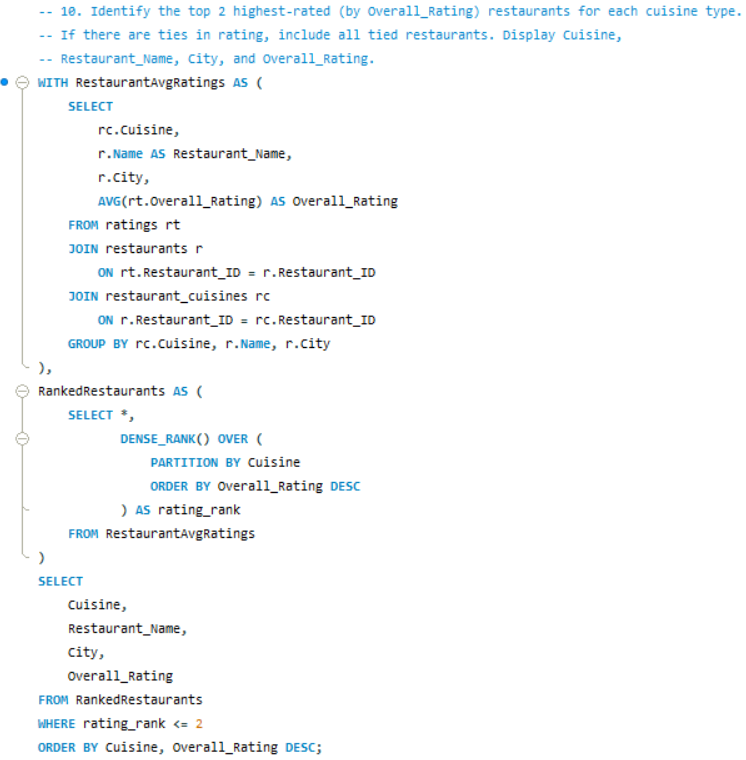 -- 10. Identify the top 2 highest-rated (by Overall_Rating) restaurants for each cuisine type.
-- If there are ties in rating, include all tied restaurants. Display Cuisine,
-- Restaurant_Name, City, and Overall_Rating.
WITH RestaurantAvgRatings AS (
SELECT
rc.Cuisine,
r.Name AS Restaurant_Name,
r.City,
AVG(rt.Overall_Rating) AS Overall_Rating
FROM ratings rt
JOIN restaurants r
ON rt.Restaurant_ID = r.Restaurant_ID
JOIN restaurant_cuisines rc
ON r.Restaurant_ID = rc.Restaurant_ID
GROUP BY rc.Cuisine, r.Name, r.City
),
RankedRestaurants AS (
SELECT *,
DENSE_RANK() OVER (
PARTITION BY Cuisine
ORDER BY Overall_Rating DESC
) AS rating_rank
FROM RestaurantAvgRatings
)
SELECT
Cuisine,
Restaurant_Name,
City,
Overall_Rating
FROM RankedRestaurants
WHERE rating_rank <= 2
ORDER BY Cuisine, Overall_Rating DESC;